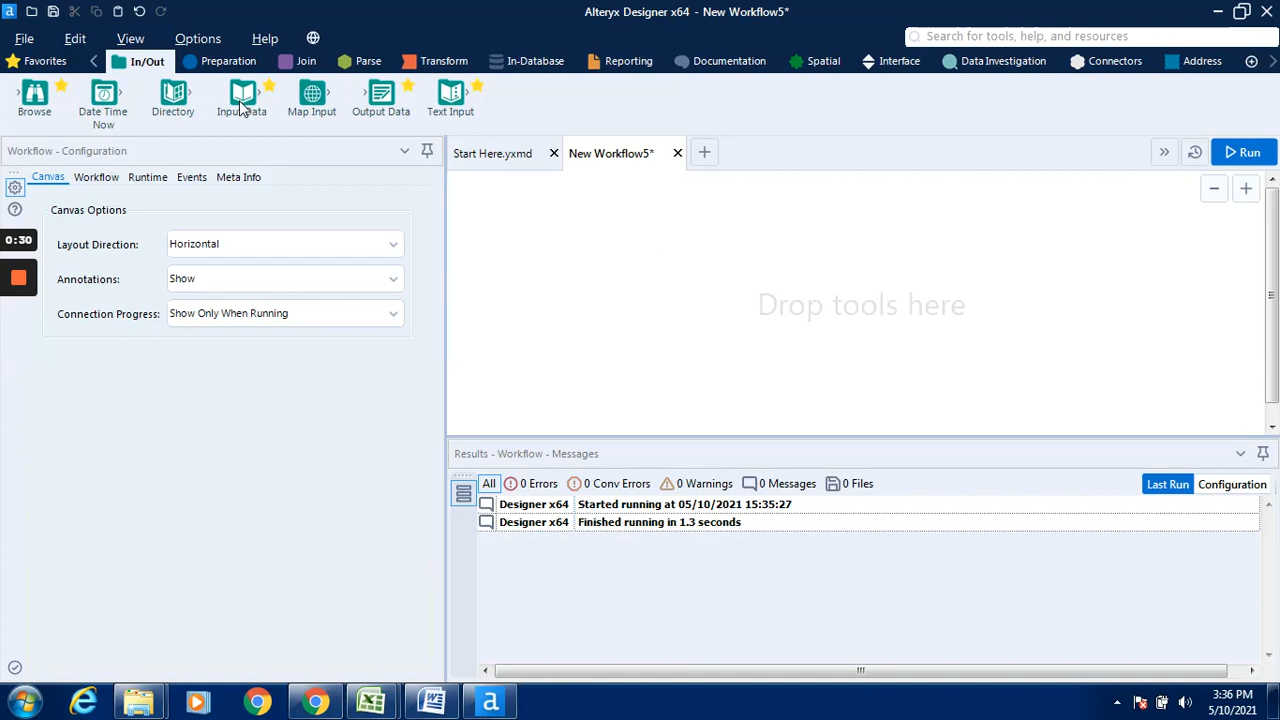 Alteryx Designer x64 - New Workflow5*
File Edit View Options Help
Search for tools, help, and resources
Favorites In/Out Preparation Join Parse Transform In-Database Reporting Documentation Spatial Interface Data Investigation Connectors Address
Browse Date Time Now Directory Input Data Map Input Output Data Text Input
Workflow - Configuration
Start Here.yxmd New Workflow5* Run
Canvas Workflow Runtime Events Meta Info
Canvas Options
0:30
Layout Direction: Horizontal
Annotations: Show
Connection Progress: Show Only When Running
Drop tools here
Results - Workflow - Messages
All 0 Errors 0 Conv Errors 0 Warnings 0 Messages 0 Files Last Run Configuration
Designer x64 Started running at 05/10/2021 15:35:27
Designer x64 Finished running in 1.3 seconds
3:36 PM
5/10/2021